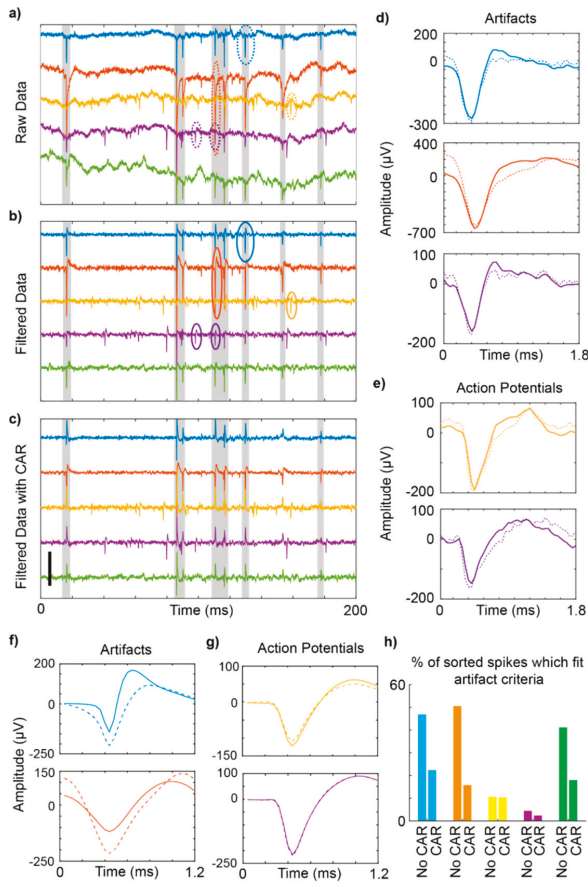 a)
Raw Data
b)
Filtered Data
c)
Filtered Data with CAR
0
Time (ms)
200
d)
Artifacts
0
-300
400
0
-700
100
0
-200
0
Time (ms)
1.8
Amplitude (µV)
e)
Action Potentials
100
0
-200
100
0
-200
0
Time (ms)
1.8
Amplitude (µV)
f)
Artifacts
200
0
-250
150
0
-250
0
Time (ms)
1.2
Amplitude (µV)
g)
Action Potentials
100
0
-150
100
0
-250
0
Time (ms)
1.2
h)
% of sorted spikes which fit
artifact criteria
60
0
No CAR
CAR
No CAR
CAR
No CAR
CAR
No CAR
CAR
No CAR
CAR